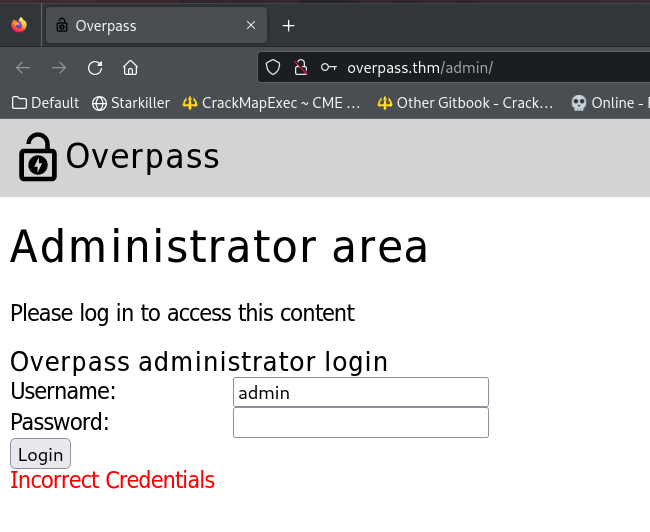 Overpass
overpass.thm/admin/
Default Starkiller CrackMapExec ~ CME ... Other Gitbook - Crack... Online -
Overpass
Administrator area
Please log in to access this content
Overpass administrator login
Username: admin
Password:
Login
Incorrect Credentials